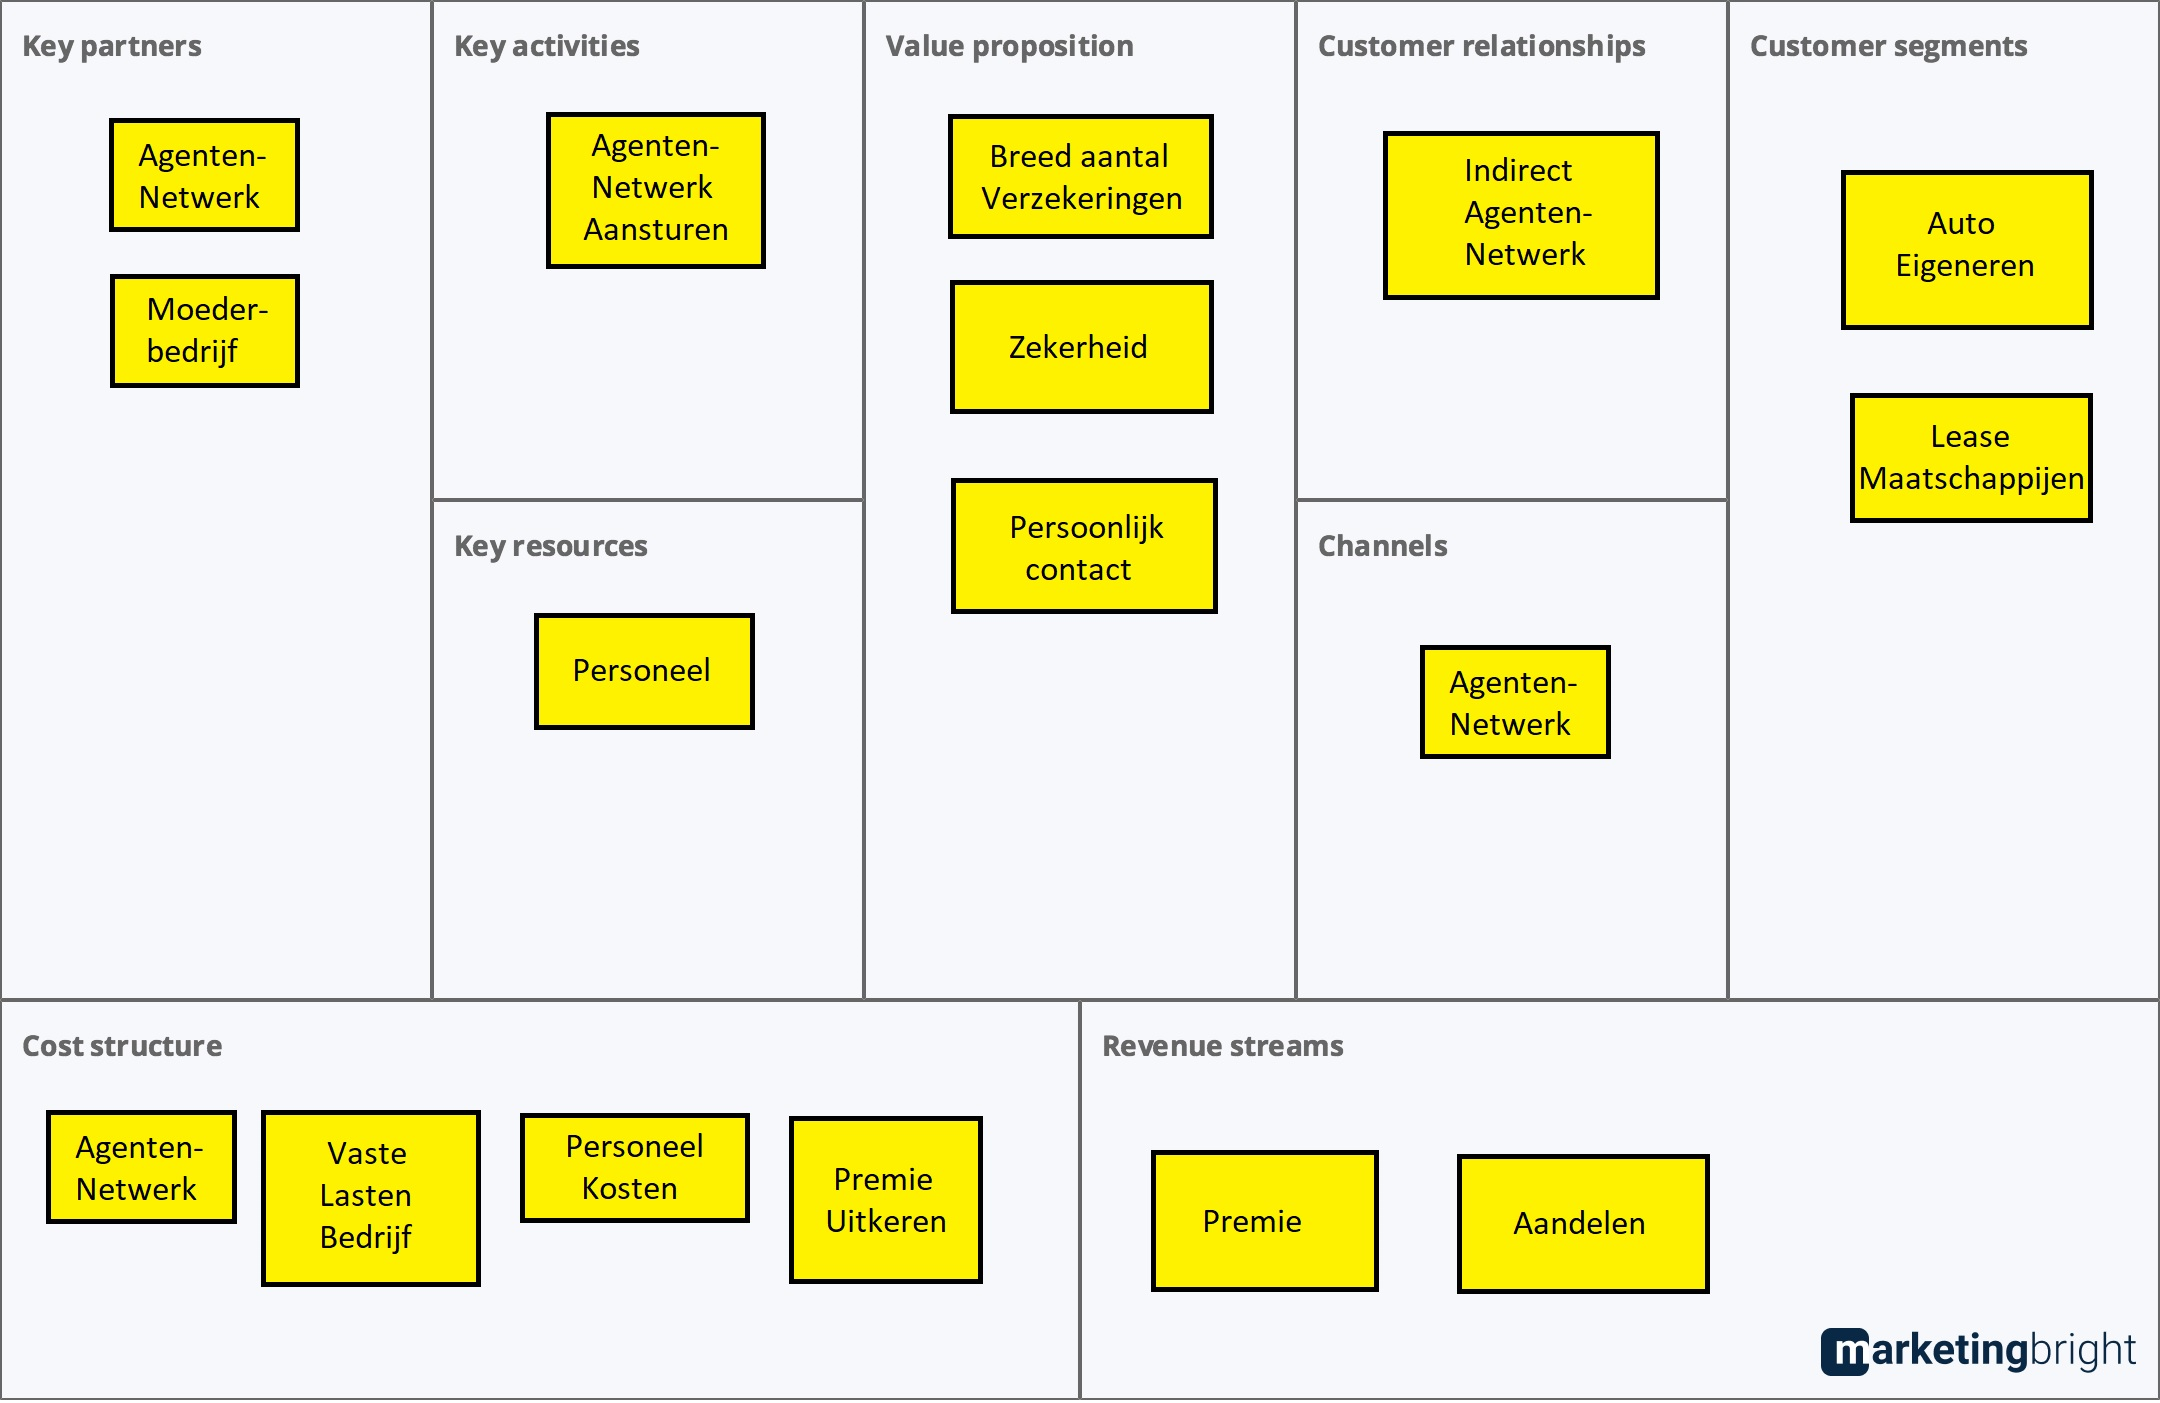 Key partners
Agenten-
Netwerk
Moeder-
bedrijf
Key activities
Agenten-
Netwerk
Aansturen
Key resources
Personeel
Value proposition
Breed aantal
Verzekeringen
Zekerheid
Persoonlijk
contact
Customer relationships
Indirect
Agenten-
Netwerk
Channels
Agenten-
Netwerk
Customer segments
Auto
Eigeneren
Lease
Maatschappijen
Cost structure
Agenten-
Netwerk
Vaste
Lasten
Bedrijf
Personeel
Kosten
Premie
Uitkeren
Revenue streams
Premie
Aandelen
marketingbright